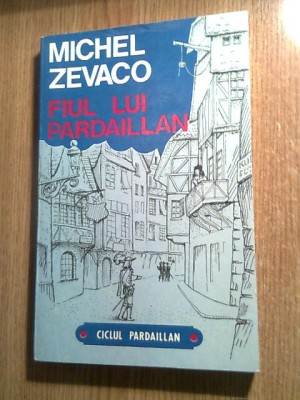 MICHEL
ZEVACO
FIUL LUI
PARDAILLAN
CICLUL PARDAILLAN